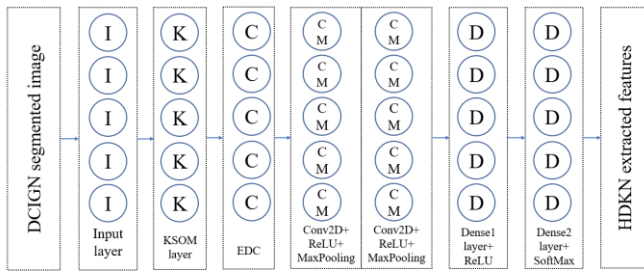 DCIGN segmented image
I
I
I
I
I
Input
layer
K
K
K
K
K
KSOM
layer
C
C
C
C
C
EDC
C
M
C
M
C
M
C
M
C
M
Conv2D+
ReLU+
MaxPooling
C
M
C
M
C
M
C
M
C
M
Conv2D+
ReLU+
MaxPooling
D
D
D
D
D
Dense1
layer+
ReLU
D
D
D
D
D
Dense2
layer+
SoftMax
HDKN extracted features